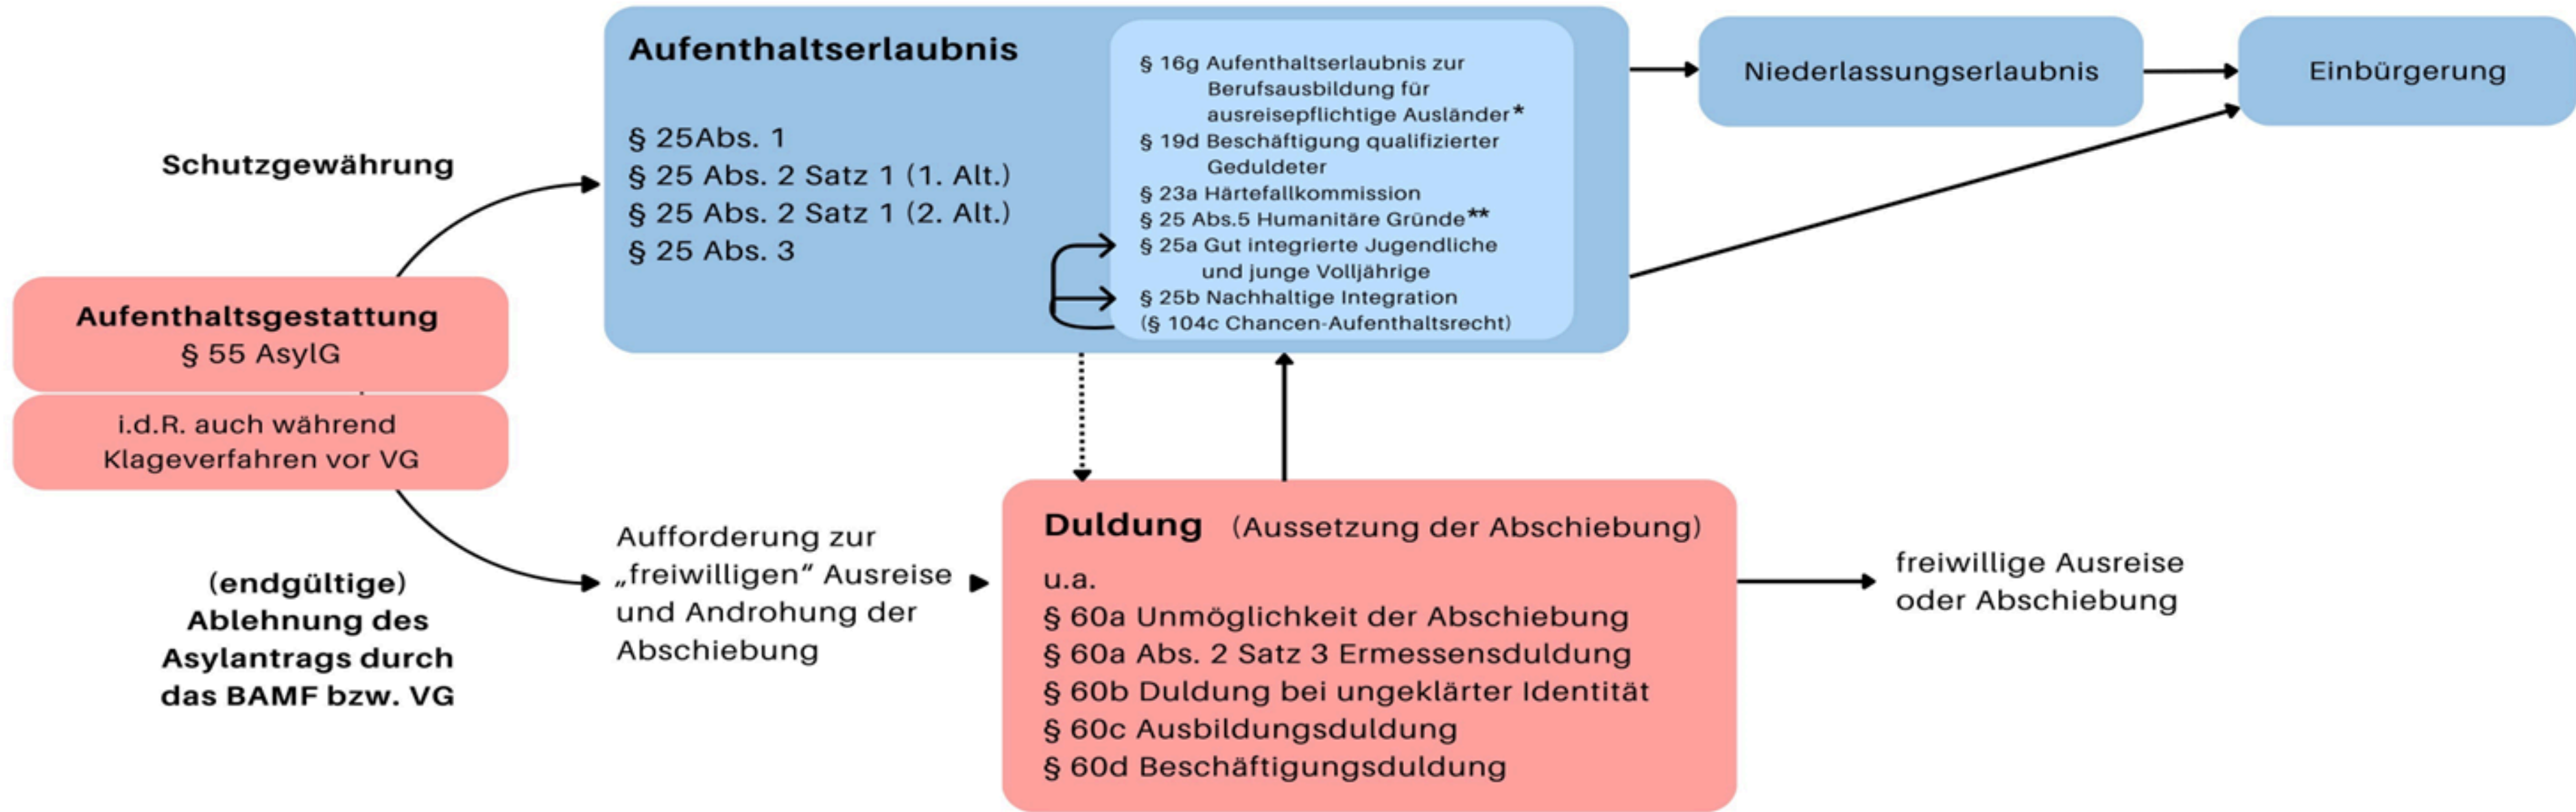 Aufenthaltserlaubnis
§ 25Abs. 1
§ 25 Abs. 2 Satz 1 (1. Alt.)
§ 25 Abs. 2 Satz 1 (2. Alt.)
§ 25 Abs. 3
§ 16g Aufenthaltserlaubnis zur
Berufsausbildung für
ausreisepflichtige Ausländer*
§ 19d Beschäftigung qualifizierter
Geduldeter
§ 23a Härtefallkommission
§ 25 Abs.5 Humanitäre Gründe**
§ 25a Gut integrierte Jugendliche
und junge Volljährige
§ 25b Nachhaltige Integration
(§ 104c Chancen-Aufenthaltsrecht)
Niederlassungserlaubnis
Einbürgerung
Schutzgewährung
Aufenthaltsgestattung
§ 55 AsylG
i.d.R. auch während
Klageverfahren vor VG
(endgültige)
Ablehnung des
Asylantrags durch
das BAMF bzw. VG
Aufforderung zur
„freiwilligen“ Ausreise
und Androhung der
Abschiebung
Duldung (Aussetzung der Abschiebung)
u.a.
§ 60a Unmöglichkeit der Abschiebung
§ 60a Abs. 2 Satz 3 Ermessensduldung
§ 60b Duldung bei ungeklärter Identität
§ 60c Ausbildungsduldung
§ 60d Beschäftigungsduldung
freiwillige Ausreise
oder Abschiebung